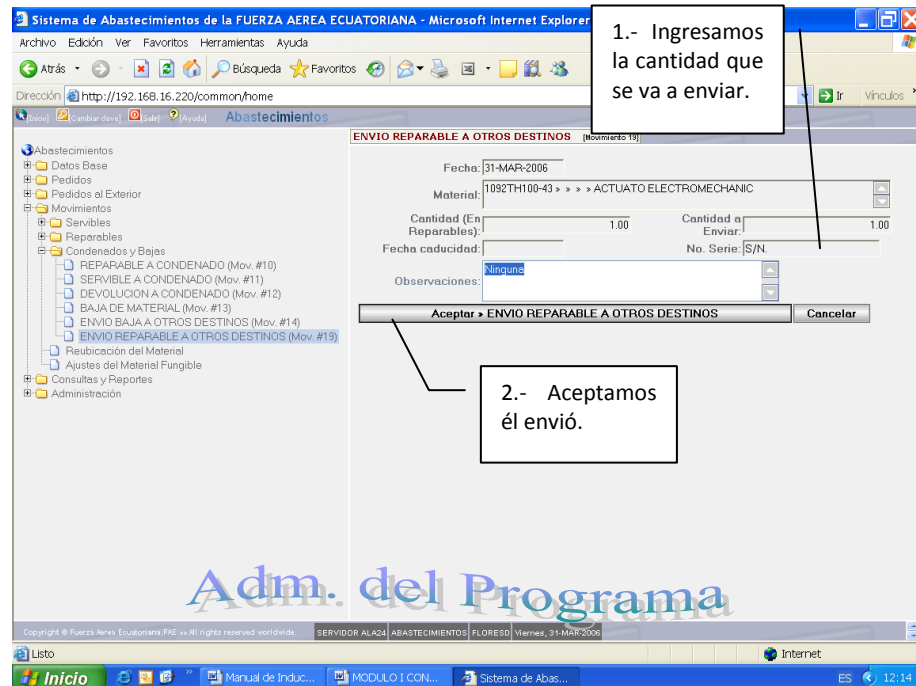 Sistema de Abastecimientos de la FUERZA AEREA ECUATORIANA - Microsoft Internet Explorer
1.- Ingresamos
la cantidad que
se va a enviar.
Archivo Edición Ver Favoritos Herramientas Ayuda
Atrás Búsqueda Favoritos
Dirección http://192.168.16.220/common/home Ir Vínculos »
[Inicio] [Cambiar clave] [Salir] [Ayuda] Abastecimientos
ENVIO REPARABLE A OTROS DESTINOS [Movimiento 19]
Abastecimientos
Datos Base
Pedidos
Pedidos al Exterior
Movimientos
Servibles
Reparables
Condenados y Bajas
REPARABLE A CONDENADO (Mov. #10)
SERVIBLE A CONDENADO (Mov. #11)
DEVOLUCION A CONDENADO (Mov. #12)
BAJA DE MATERIAL (Mov. #13)
ENVIO BAJA A OTROS DESTINOS (Mov. #14)
ENVIO REPARABLE A OTROS DESTINOS (Mov. #19)
Reubicación del Material
Ajustes del Material Fungible
Consultas y Reportes
Administración
Fecha: 31-MAR-2006
Material: 1092TH100-43 » » » » ACTUATO ELECTROMECHANIC
Cantidad (En Reparables): 1.00 Cantidad a Enviar: 1.00
Fecha caducidad: No. Serie: S/N.
Observaciones: Ninguna
Aceptar » ENVIO REPARABLE A OTROS DESTINOS Cancelar
2.- Aceptamos
él envió.
Adm. del Programa
Copyright © Fuerza Aerea Ecuatoriana,FAE »» All rights reserved worldwide. SERVIDOR ALA24 ABASTECIMIENTOS FLORESD Viernes, 31-MAR-2006
Listo Internet
Inicio » Manual de Induc... MODULO I CON... Sistema de Abas... ES 12:14